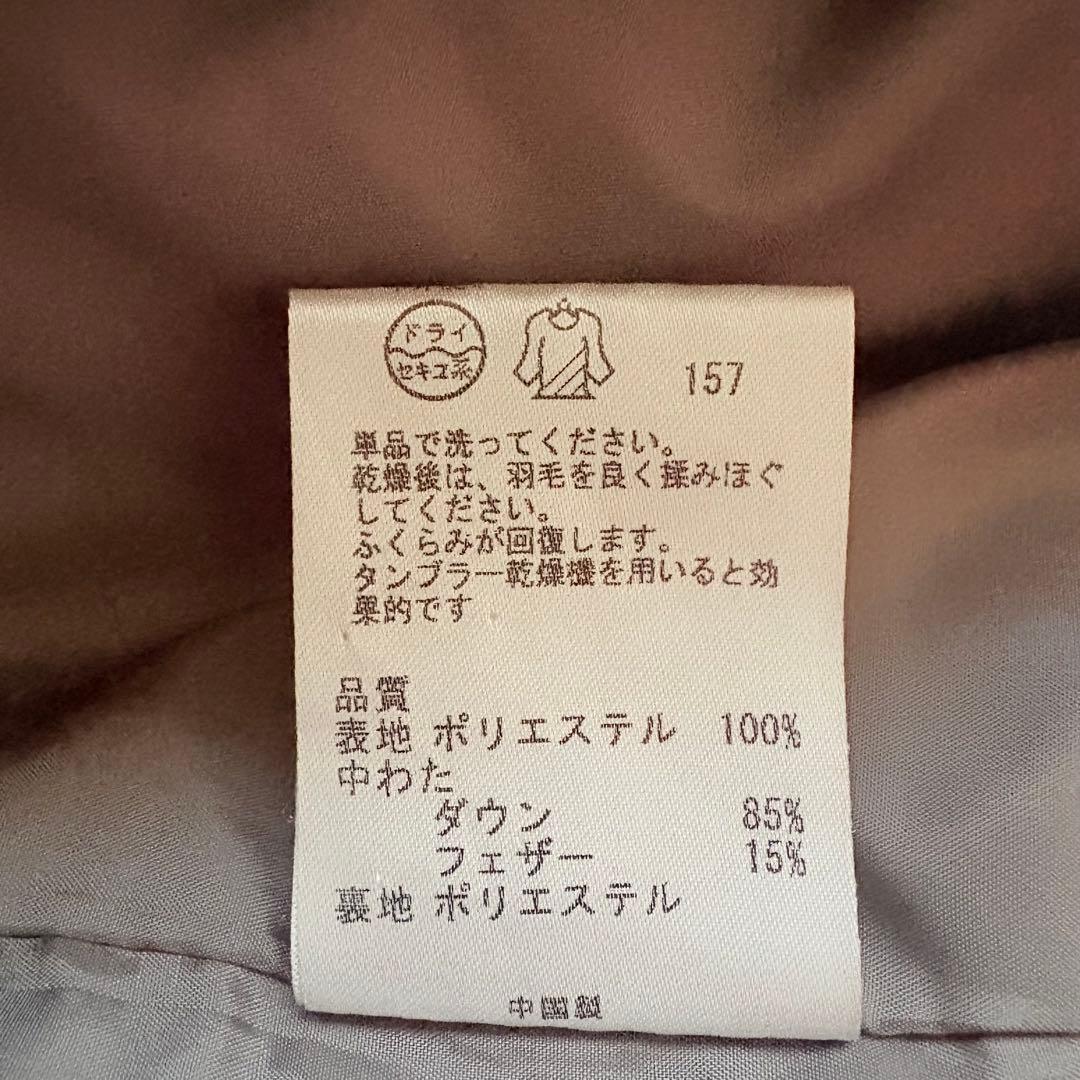 ドライ
セキユ系
157
単品で洗ってください。
乾燥後は、羽毛を良く揉みほぐ
してください。
ふくらみが回復します。
タンブラー乾燥機を用いると効
果的です
品質
表地 ポリエステル 100%
中わた
ダウン 85%
フェザー 15%
裏地 ポリエステル
中国製